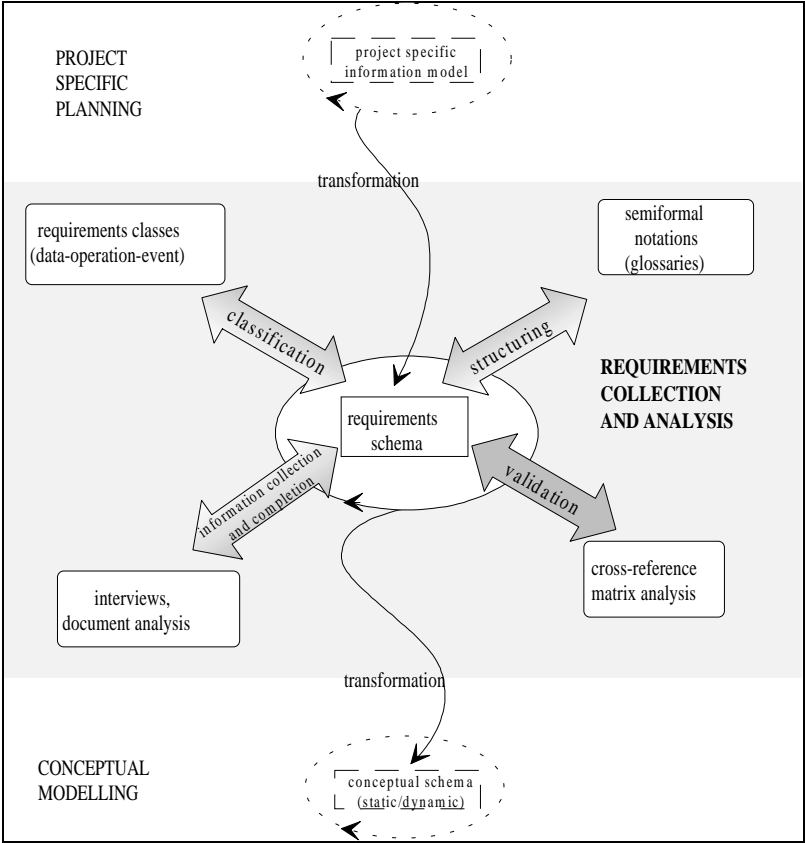 PROJECT
SPECIFIC
PLANNING
project specific
information model
transformation
requirements classes
(data-operation-event)
semiformal
notations
(glossaries)
classification
structuring
REQUIREMENTS
COLLECTION
AND ANALYSIS
requirements
schema
information collection
and completion
validation
interviews,
document analysis
cross-reference
matrix analysis
transformation
CONCEPTUAL
MODELLING
conceptual schema
(static/dynamic)